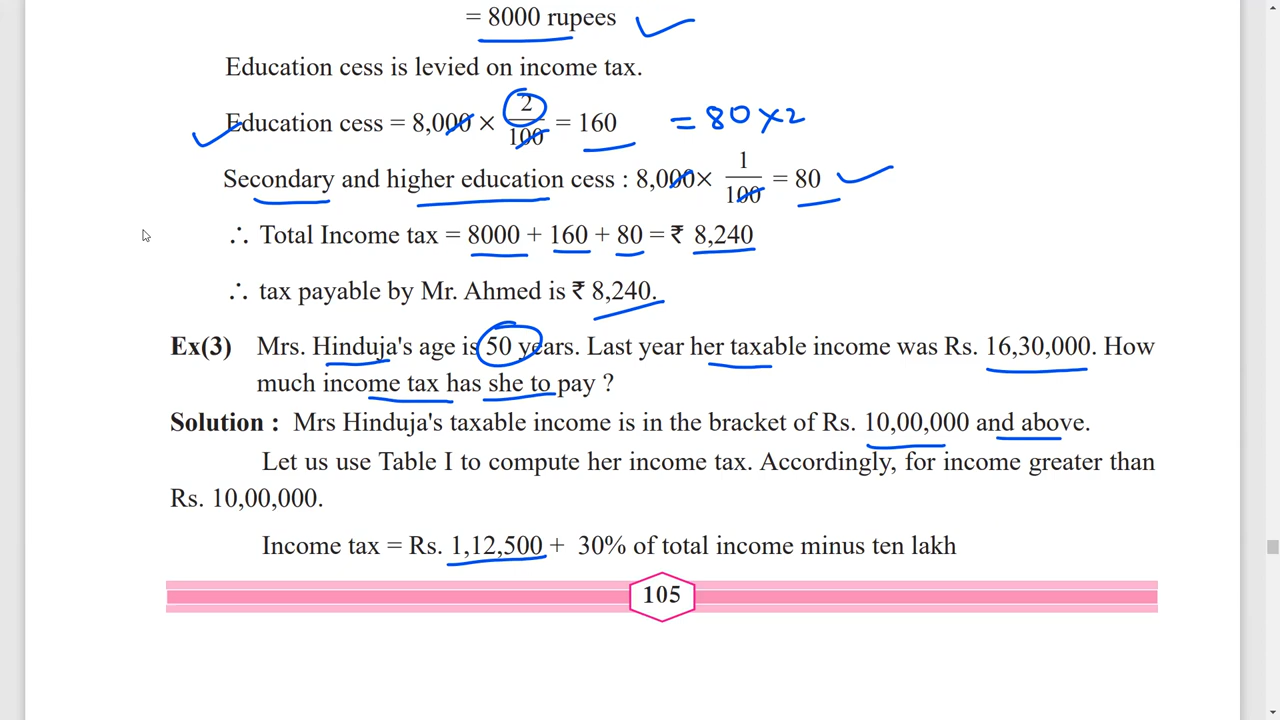 = 8000 rupees
Education cess is levied on income tax.
Education cess = 8,000 × 2/100 = 160 = 80 × 2
Secondary and higher education cess : 8,000× 1/100 = 80
∴ Total Income tax = 8000 + 160 + 80 = ₹ 8,240
∴ tax payable by Mr. Ahmed is ₹ 8,240.
Ex(3) Mrs. Hinduja's age is 50 years. Last year her taxable income was Rs. 16,30,000. How
much income tax has she to pay ?
Solution : Mrs Hinduja's taxable income is in the bracket of Rs. 10,00,000 and above.
Let us use Table I to compute her income tax. Accordingly, for income greater than
Rs. 10,00,000.
Income tax = Rs. 1,12,500 + 30% of total income minus ten lakh
105